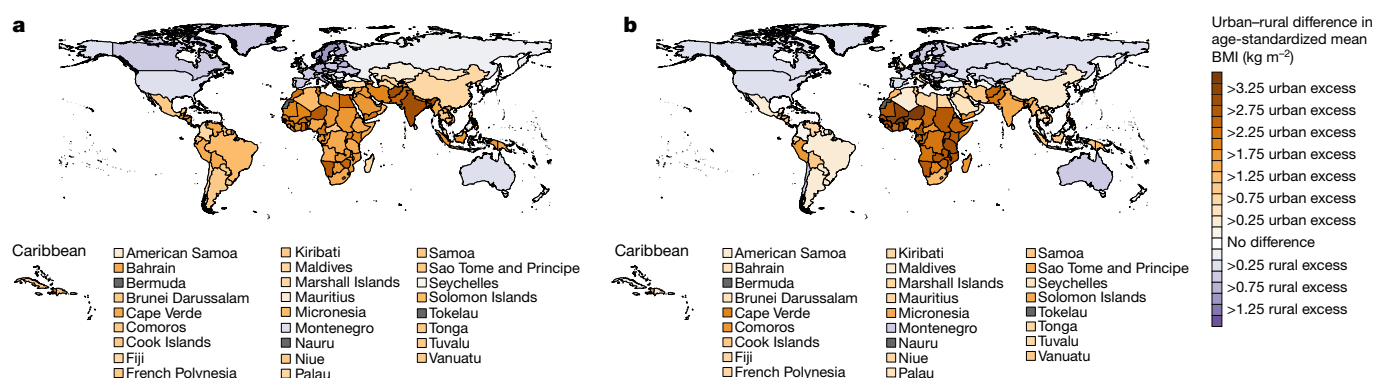 a
b
Urban–rural difference in
age-standardized mean
BMI (kg m–2)
>3.25 urban excess
>2.75 urban excess
>2.25 urban excess
>1.75 urban excess
>1.25 urban excess
>0.75 urban excess
>0.25 urban excess
No difference
>0.25 rural excess
>0.75 rural excess
>1.25 rural excess
Caribbean
American Samoa
Bahrain
Bermuda
Brunei Darussalam
Cape Verde
Comoros
Cook Islands
Fiji
French Polynesia
Kiribati
Maldives
Marshall Islands
Mauritius
Micronesia
Montenegro
Nauru
Niue
Palau
Samoa
Sao Tome and Principe
Seychelles
Solomon Islands
Tokelau
Tonga
Tuvalu
Vanuatu
Caribbean
American Samoa
Bahrain
Bermuda
Brunei Darussalam
Cape Verde
Comoros
Cook Islands
Fiji
French Polynesia
Kiribati
Maldives
Marshall Islands
Mauritius
Micronesia
Montenegro
Nauru
Niue
Palau
Samoa
Sao Tome and Principe
Seychelles
Solomon Islands
Tokelau
Tonga
Tuvalu
Vanuatu